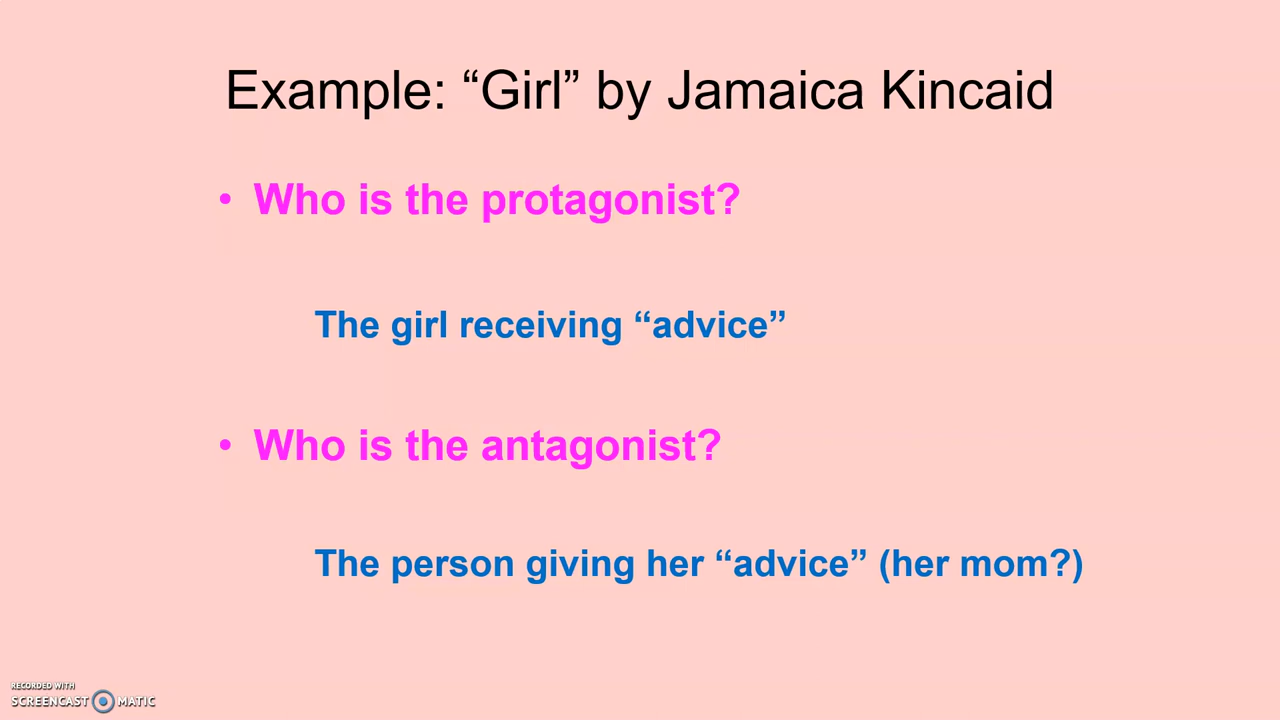 Example: “Girl” by Jamaica Kincaid
• Who is the protagonist?
The girl receiving “advice”
• Who is the antagonist?
The person giving her “advice” (her mom?)
RECORDED WITH
SCREENCAST MATIC